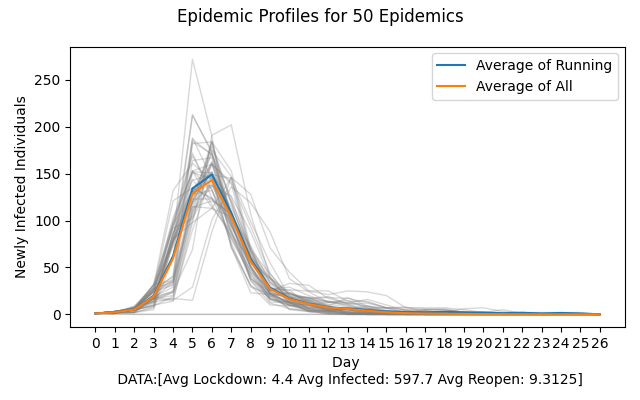 Epidemic Profiles for 50 Epidemics
Average of Running
Average of All
Newly Infected Individuals
250
200
150
100
50
0
0 1 2 3 4 5 6 7 8 9 10 11 12 13 14 15 16 17 18 19 20 21 22 23 24 25 26
Day
DATA:[Avg Lockdown: 4.4 Avg Infected: 597.7 Avg Reopen: 9.3125]